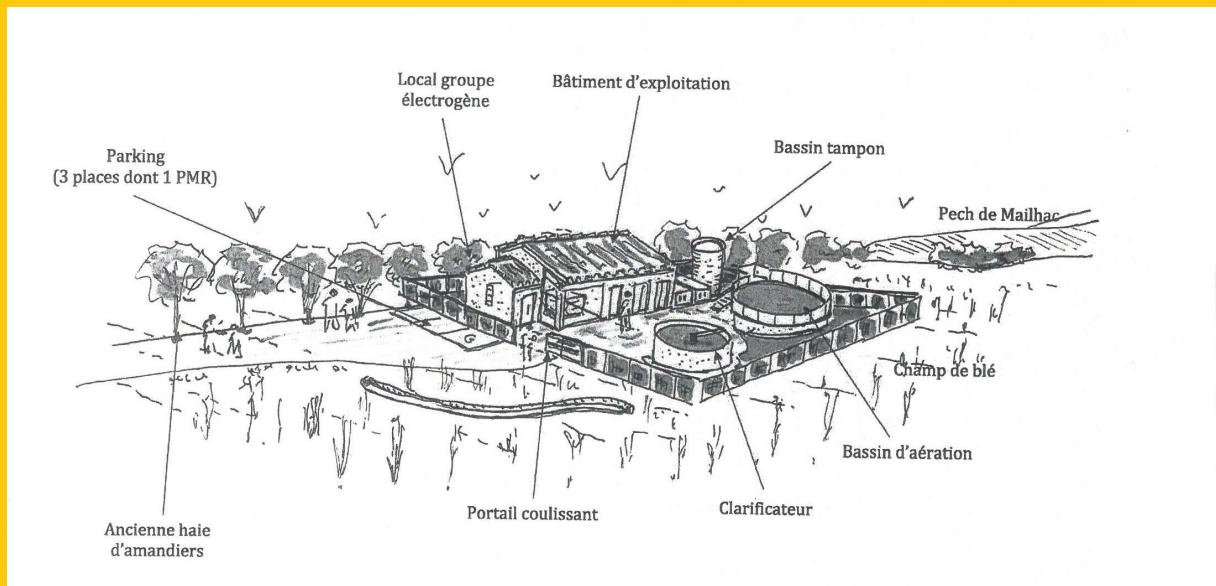 Local groupe
électrogène
Bâtiment d'exploitation
Parking
(3 places dont 1 PMR)
Bassin tampon
Pech de Mailhac
Champ de blé
Bassin d'aération
Clarificateur
Portail coulissant
Ancienne haie
d'amandiers